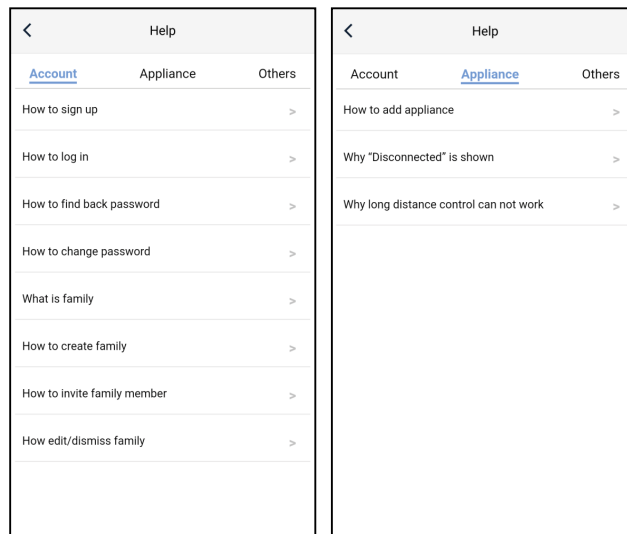 Help
Account Appliance Others
How to sign up >
How to log in >
How to find back password >
How to change password >
What is family >
How to create family >
How to invite family member >
How edit/dismiss family >
Help
Account Appliance Others
How to add appliance >
Why “Disconnected” is shown >
Why long distance control can not work >